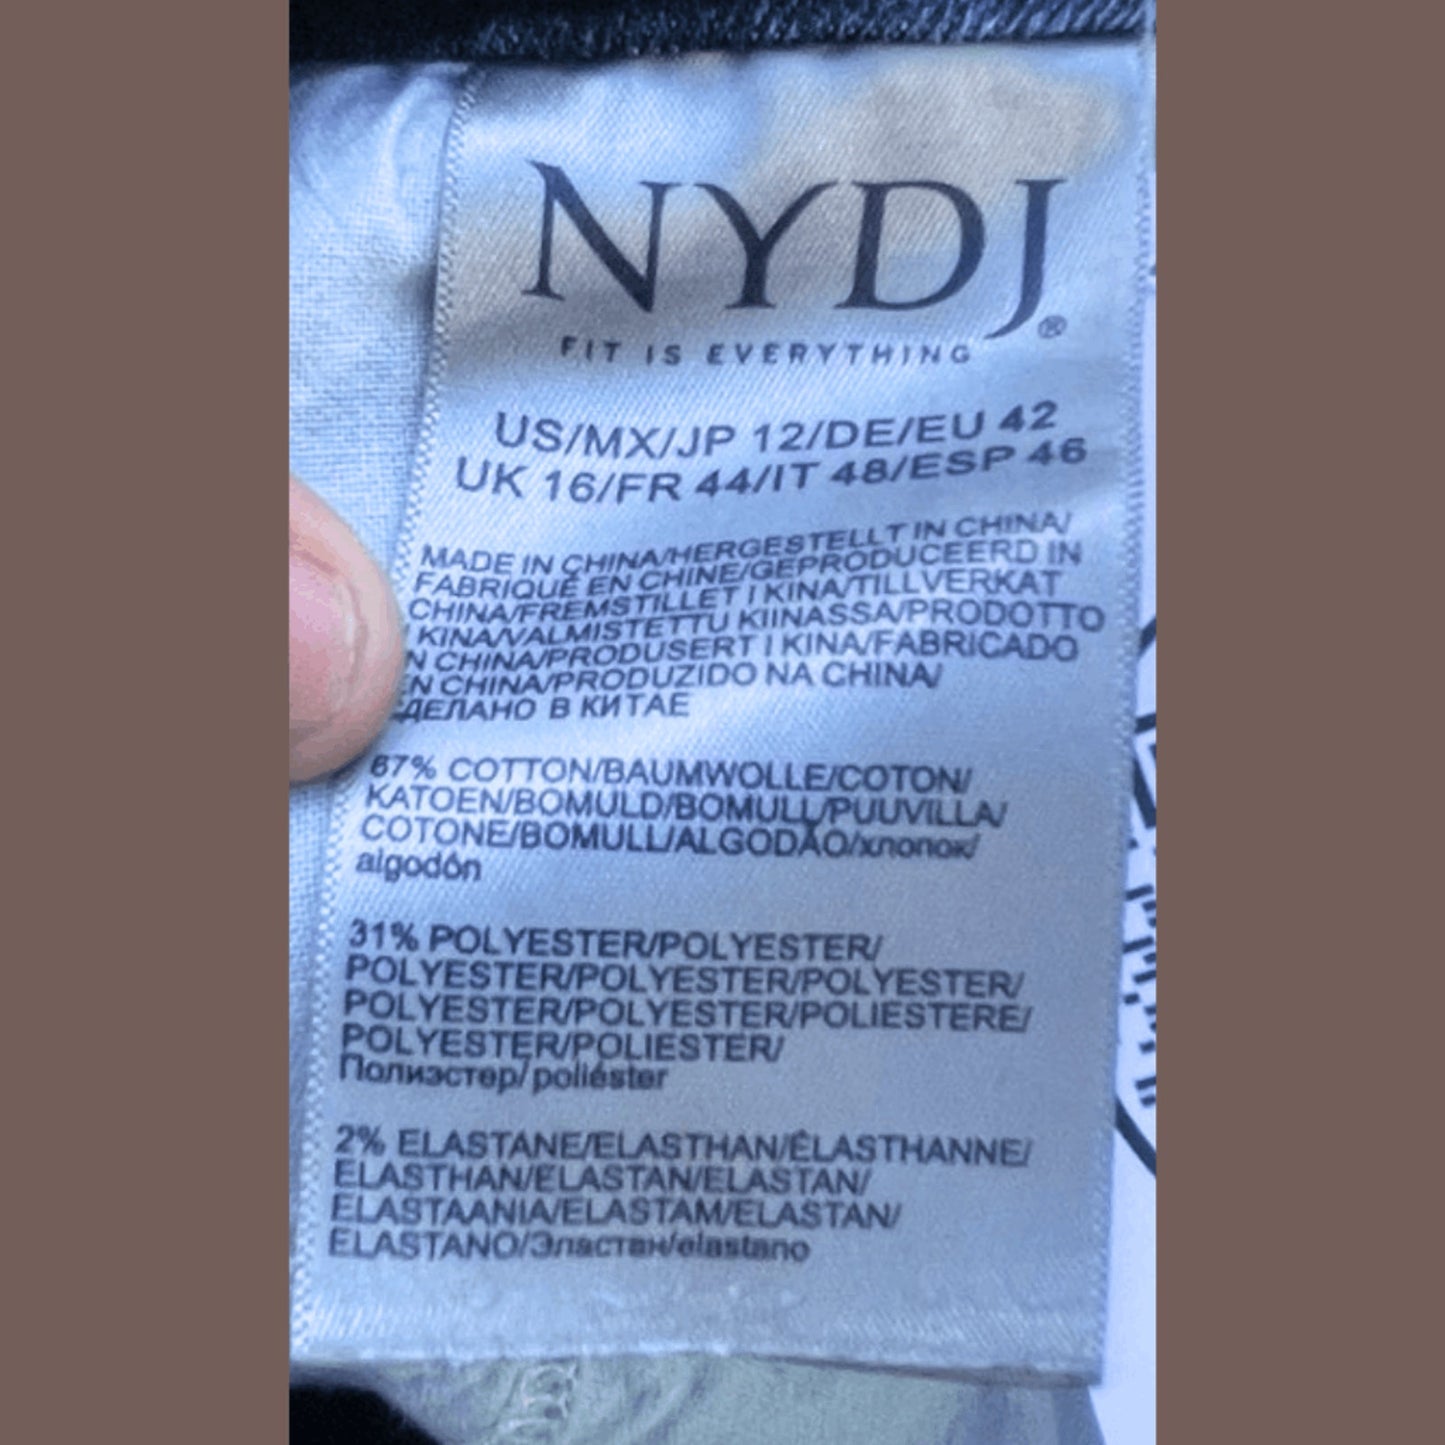 NYDJ®
FIT IS EVERYTHING
US/MX/JP 12/DE/EU 42
UK 16/FR 44/IT 48/ESP 46
MADE IN CHINA/HERGESTELLT IN CHINA/
FABRIQUÉ EN CHINE/GEPRODUCEERD IN
CHINA/FREMSTILLET I KINA/TILLVERKAT
I KINA/VALMISTETTU KIINASSA/PRODOTTO
N CHINA/PRODUSERT I KINA/FABRICADO
EN CHINA/PRODUZIDO NA CHINA/
СДЕЛАНО В КИТАЕ
67% COTTON/BAUMWOLLE/COTON/
KATOEN/BOMULD/BOMULL/PUUVILLA/
COTONE/BOMULL/ALGODÃO/хлопок/
algodón
31% POLYESTER/POLYESTER/
POLYESTER/POLYESTER/POLYESTER/
POLYESTER/POLYESTER/POLIESTERE/
POLYESTER/POLIESTER/
Полиэстер/poliéster
2% ELASTANE/ELASTHAN/ÉLASTHANNE/
ELASTHAN/ELASTAN/ELASTAN/
ELASTAANIA/ELASTAM/ELASTAN/
ELASTANO/Эластан/elastano